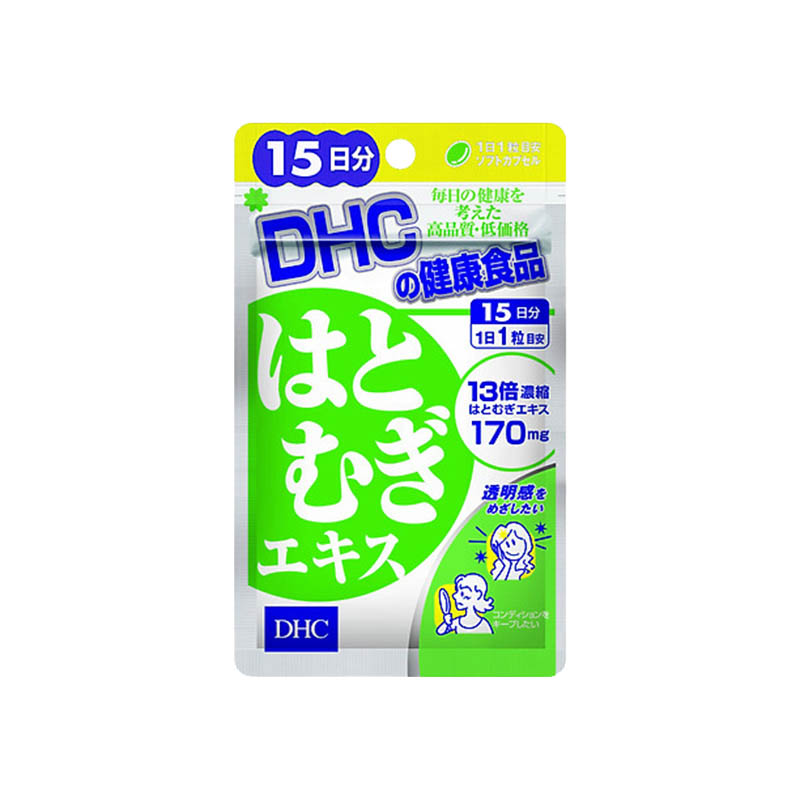 15日分
1日1粒目安
ソフトカプセル
毎日の健康を
考えた
高品質・低価格
DHC
の健康食品
15日分
1日1粒目安
はと
むぎ
エキス
13倍濃縮
はとむぎエキス
170mg
透明感を
めざしたい
コンディションを
キープしたい
DHC